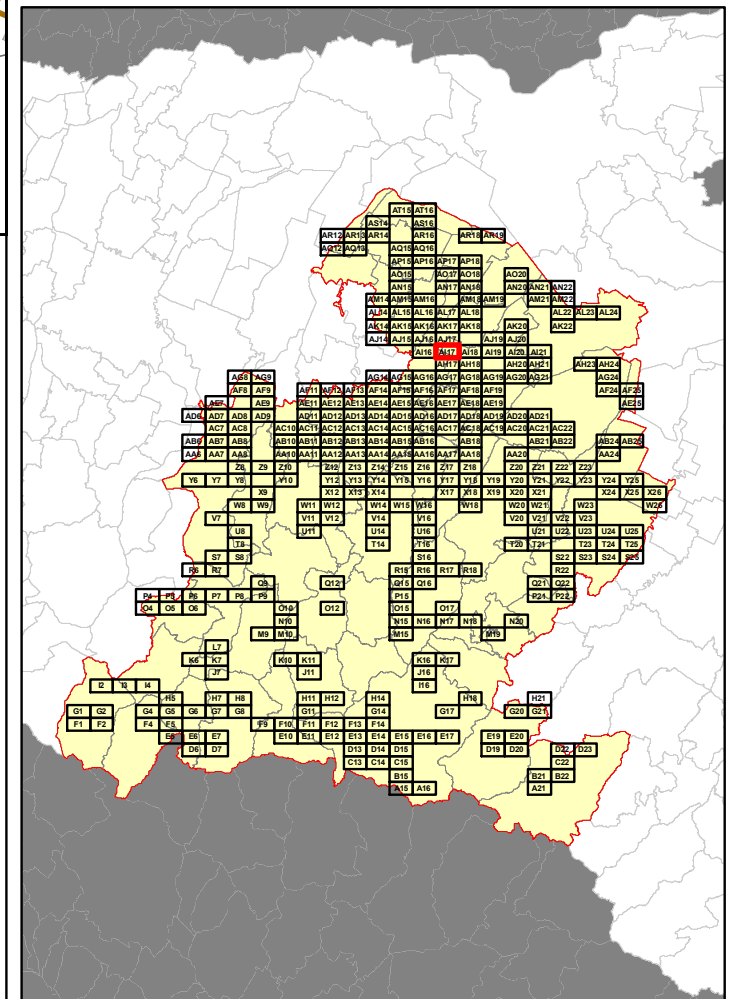 AT15 AT16
AS14 AS16
AR12 AR13 AR14 AR16 AR18 AR19
AQ12 AQ13 AQ15 AQ16
AP15 AP16 AP17 AP18
AO15 AO17 AO18 AO20
AN15 AN17 AN18 AN20 AN21 AN22
AM14 AM15 AM16 AM18 AM19 AM21 AM22
AL14 AL15 AL16 AL17 AL18 AL22 AL23 AL24
AK14 AK15 AK16 AK17 AK18 AK20 AK22
AJ14 AJ15 AJ16 AJ17 AJ19 AJ20
AI16 AI17 AI18 AI19 AI20 AI21
AH17 AH18 AH20 AH21 AH23 AH24
AG8 AG9 AG14 AG15 AG16 AG17 AG18 AG19 AG20 AG21 AG24
AF8 AF9 AF11 AF12 AF13 AF14 AF15 AF16 AF17 AF18 AF19 AF24 AF25
AE7 AE9 AE11 AE12 AE13 AE14 AE15 AE16 AE17 AE18 AE19 AE25
AD6 AD7 AD8 AD9 AD11 AD12 AD13 AD14 AD15 AD16 AD17 AD18 AD19 AD20 AD21
AC7 AC8 AC10 AC11 AC12 AC13 AC14 AC15 AC16 AC17 AC18 AC19 AC20 AC21 AC22
AB6 AB7 AB8 AB10 AB11 AB12 AB13 AB14 AB15 AB16 AB18 AB21 AB22 AB24 AB25
AA6 AA7 AA8 AA10 AA11 AA12 AA13 AA14 AA15 AA16 AA17 AA18 AA20 AA24
Z8 Z9 Z10 Z12 Z13 Z14 Z15 Z16 Z17 Z18 Z20 Z21 Z22 Z23
Y6 Y7 Y8 Y10 Y12 Y13 Y14 Y15 Y16 Y17 Y18 Y19 Y20 Y21 Y22 Y23 Y24 Y25
X9 X12 X13 X14 X17 X18 X19 X20 X21 X24 X25 X26
W8 W9 W11 W12 W14 W15 W16 W18 W20 W21 W23 W26
V7 V11 V12 V14 V16 V20 V21 V22 V23
U8 U11 U14 U16 U21 U22 U23 U24 U25
T8 T14 T16 T20 T21 T23 T24 T25
S7 S8 S16 S22 S23 S24 S25
R6 R7 R15 R16 R17 R18 R22
Q9 Q12 Q15 Q16 Q21 Q22
P4 P5 P6 P7 P8 P9 P15 P21 P22
O4 O5 O6 O10 O12 O15 O17
N10 N15 N16 N17 N18 N20
M9 M10 M15 M19
L7
K6 K7 K10 K11 K16 K17
J7 J11 J16
I2 I3 I4 I16
H5 H7 H8 H11 H12 H14 H18 H21
G1 G2 G4 G5 G6 G7 G8 G11 G17 G20 G21
F1 F2 F4 F5 F9 F10 F11 F12 F13 F14
E5 E6 E7 E10 E11 E12 E13 E14 E15 E16 E17 E19 E20
D6 D7 D13 D14 D15 D19 D20 D22 D23
C13 C14 C15 C22
B15 B21 B22
A15 A16 A21